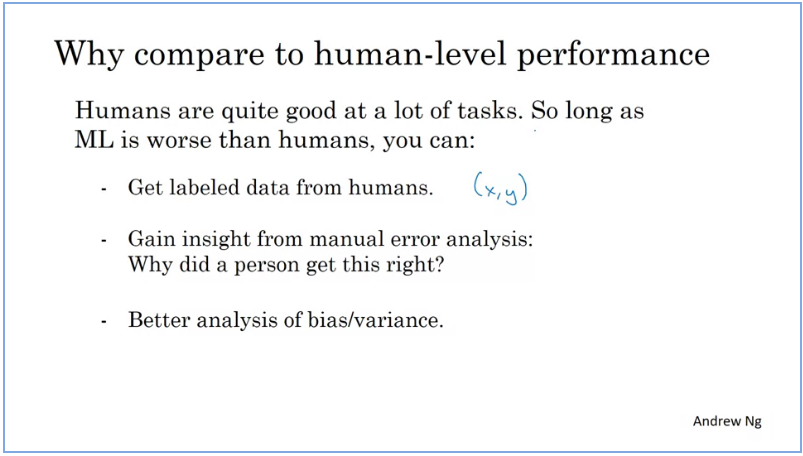 Why compare to human-level performance
Humans are quite good at a lot of tasks. So long as
ML is worse than humans, you can:
- Get labeled data from humans. (x,y)
- Gain insight from manual error analysis:
Why did a person get this right?
- Better analysis of bias/variance.
Andrew Ng